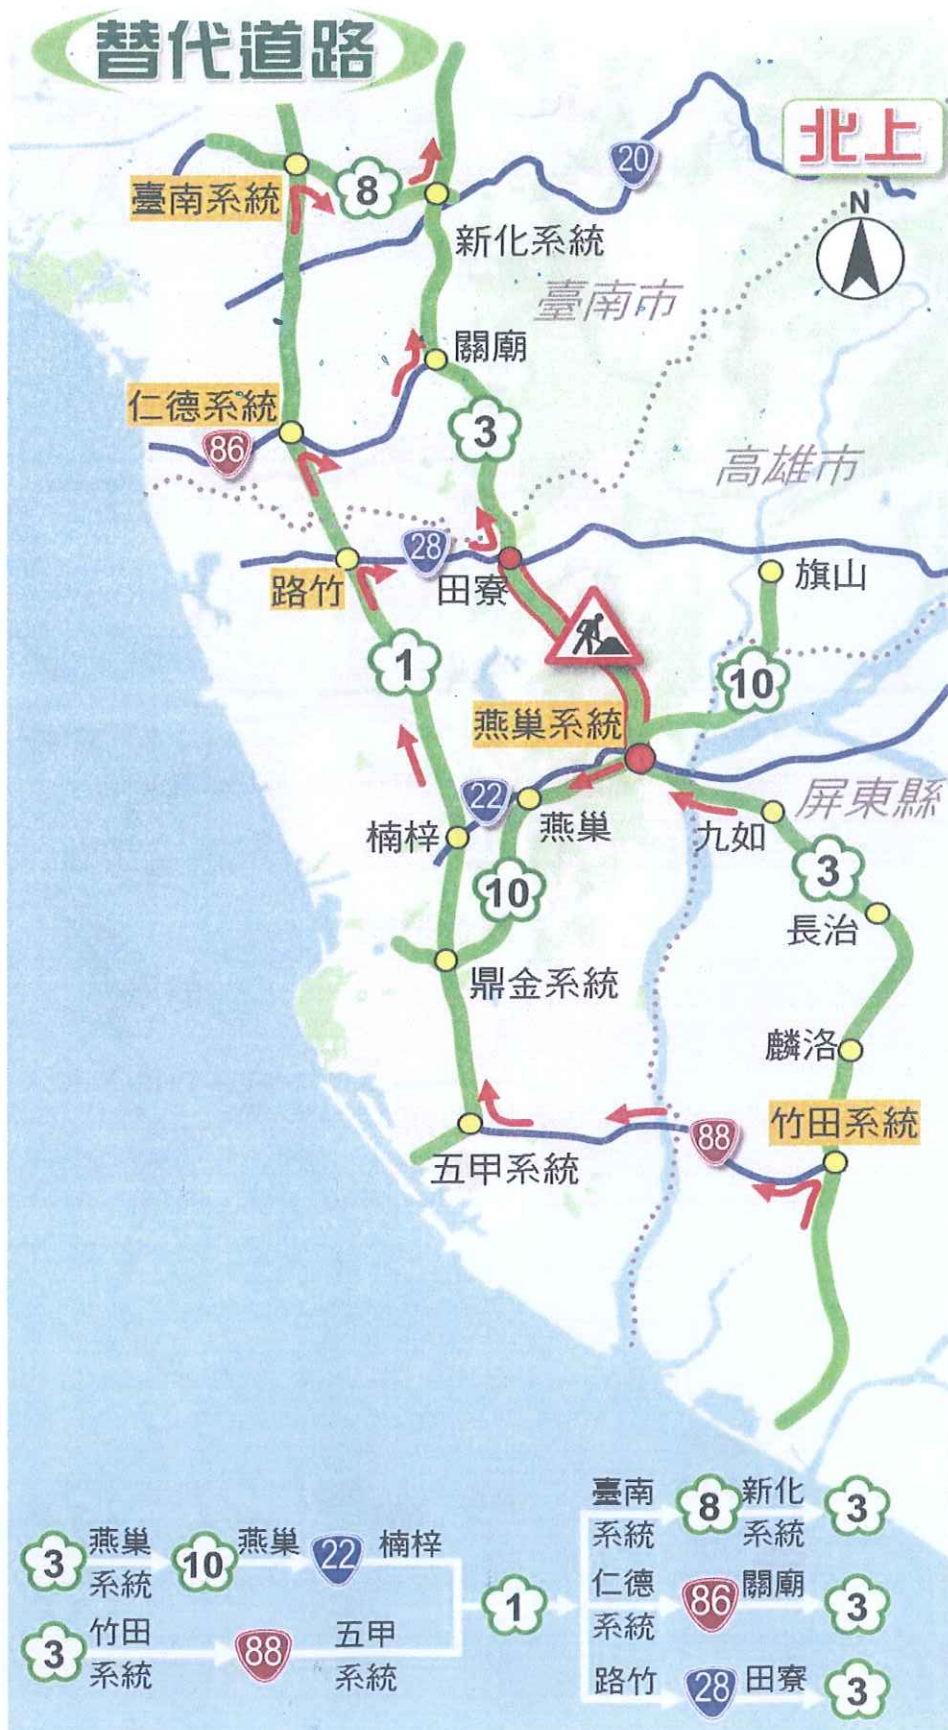 替代道路
北上
N
20
臺南系統
8
新化系統
臺南市
關廟
仁德系統
86
3
高雄市
28
路竹
田寮
旗山
1
10
燕巢系統
22
燕巢
屏東縣
楠梓
九如
10
3
長治
鼎金系統
麟洛
竹田系統
88
五甲系統
3 燕巢系統 10 燕巢 22 楠梓
3 竹田系統 88 五甲系統
1
臺南系統 8 新化系統 3
仁德系統 86 關廟 3
路竹 28 田寮 3